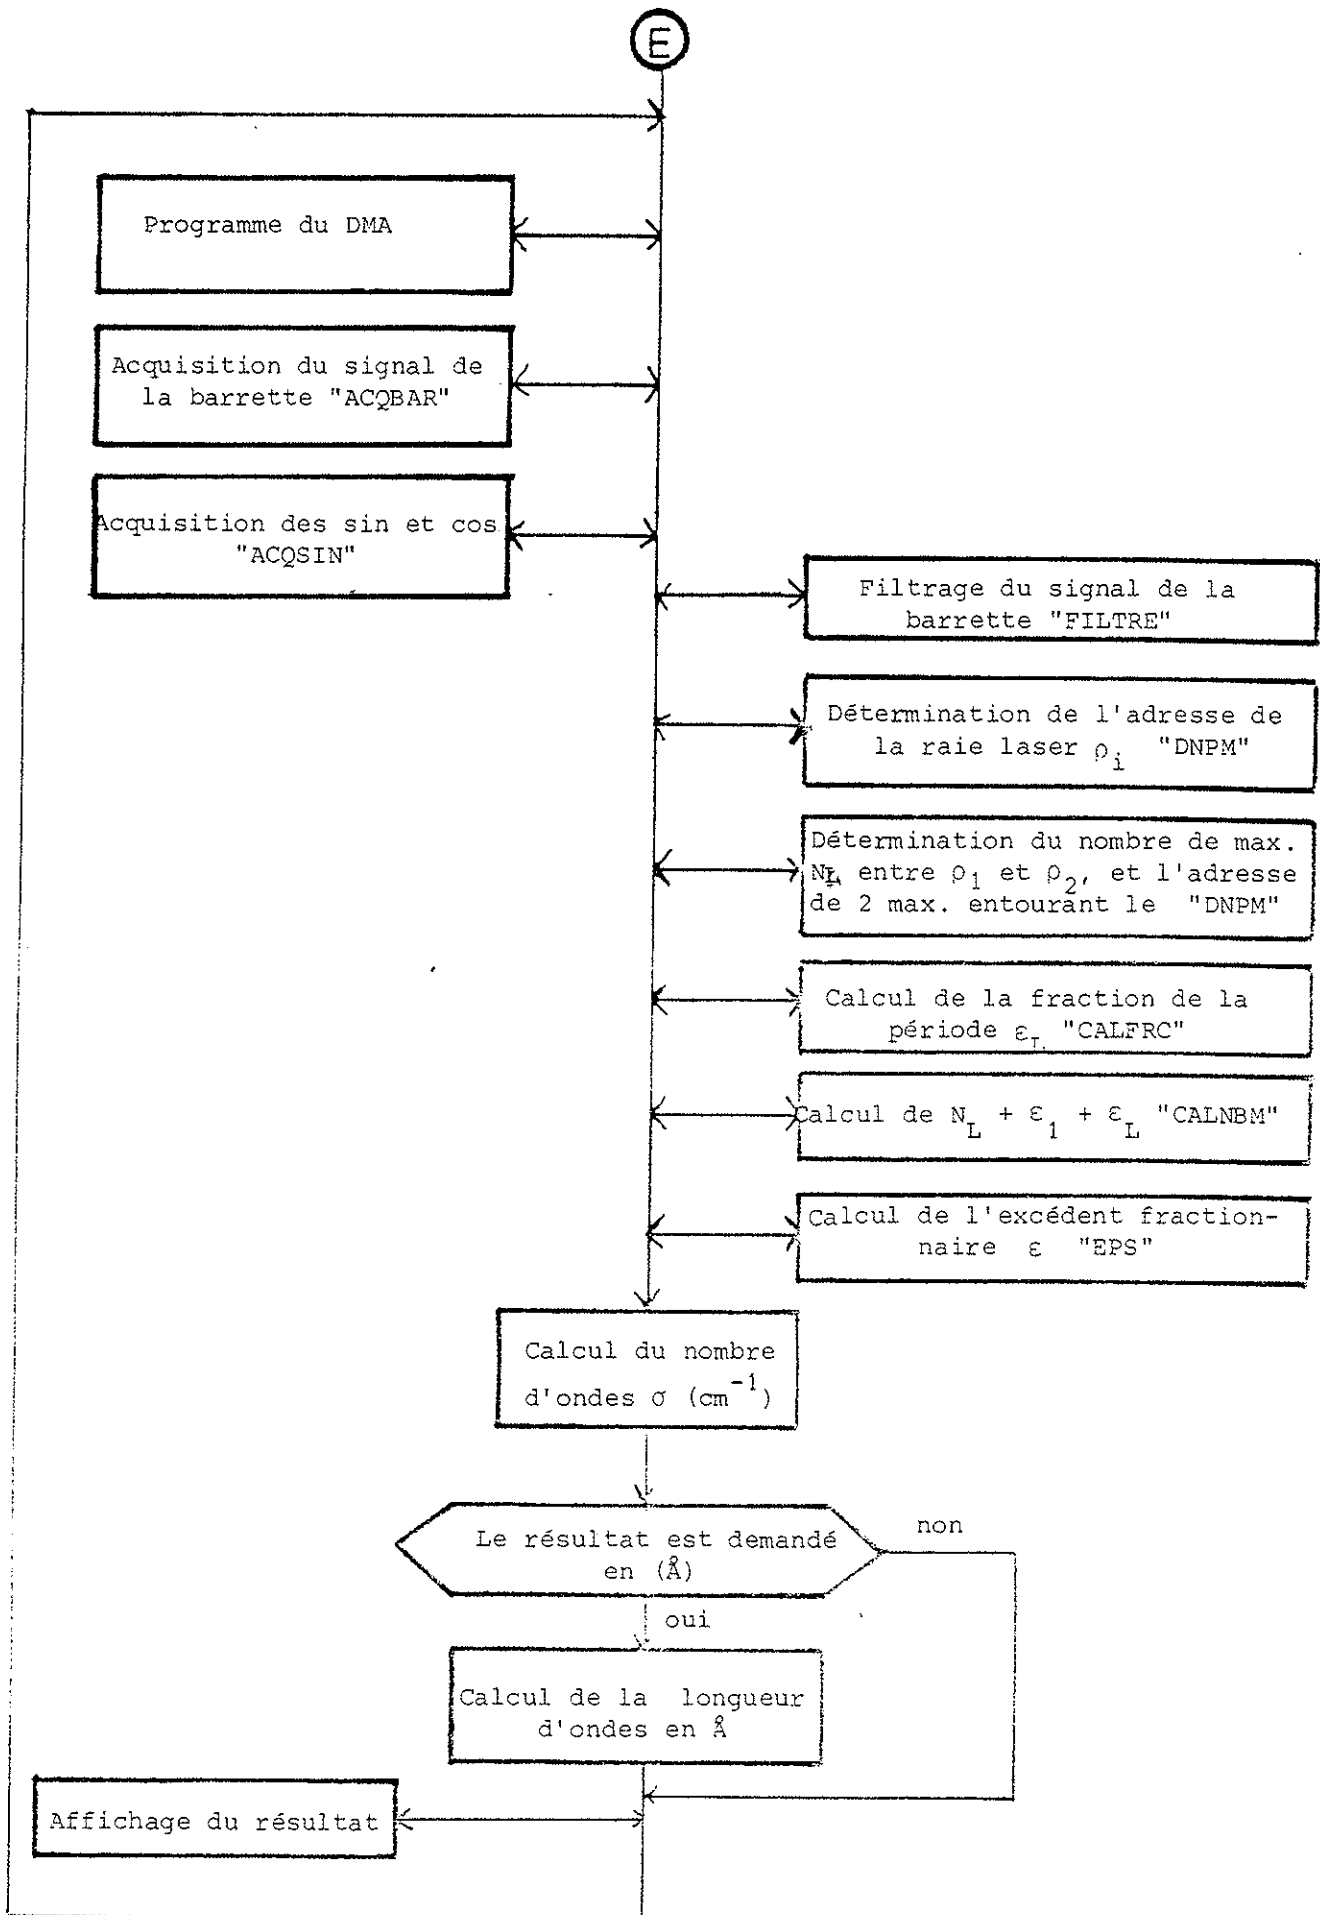 E
Programme du DMA
Acquisition du signal de
la barrette "ACQBAR"
Acquisition des sin et cos
"ACQSIN"
Filtrage du signal de la
barrette "FILTRE"
Détermination de l'adresse de
la raie laser ρi "DNPM"
Détermination du nombre de max.
NL entre ρ1 et ρ2, et l'adresse
de 2 max. entourant le "DNPM"
Calcul de la fraction de la
période εL "CALFRC"
Calcul de NL + ε1 + εL "CALNBM"
Calcul de l'excédent fraction-
naire ε "EPS"
Calcul du nombre
d'ondes σ (cm-1)
Le résultat est demandé
en (Å)
non
oui
Calcul de la longueur
d'ondes en Å
Affichage du résultat